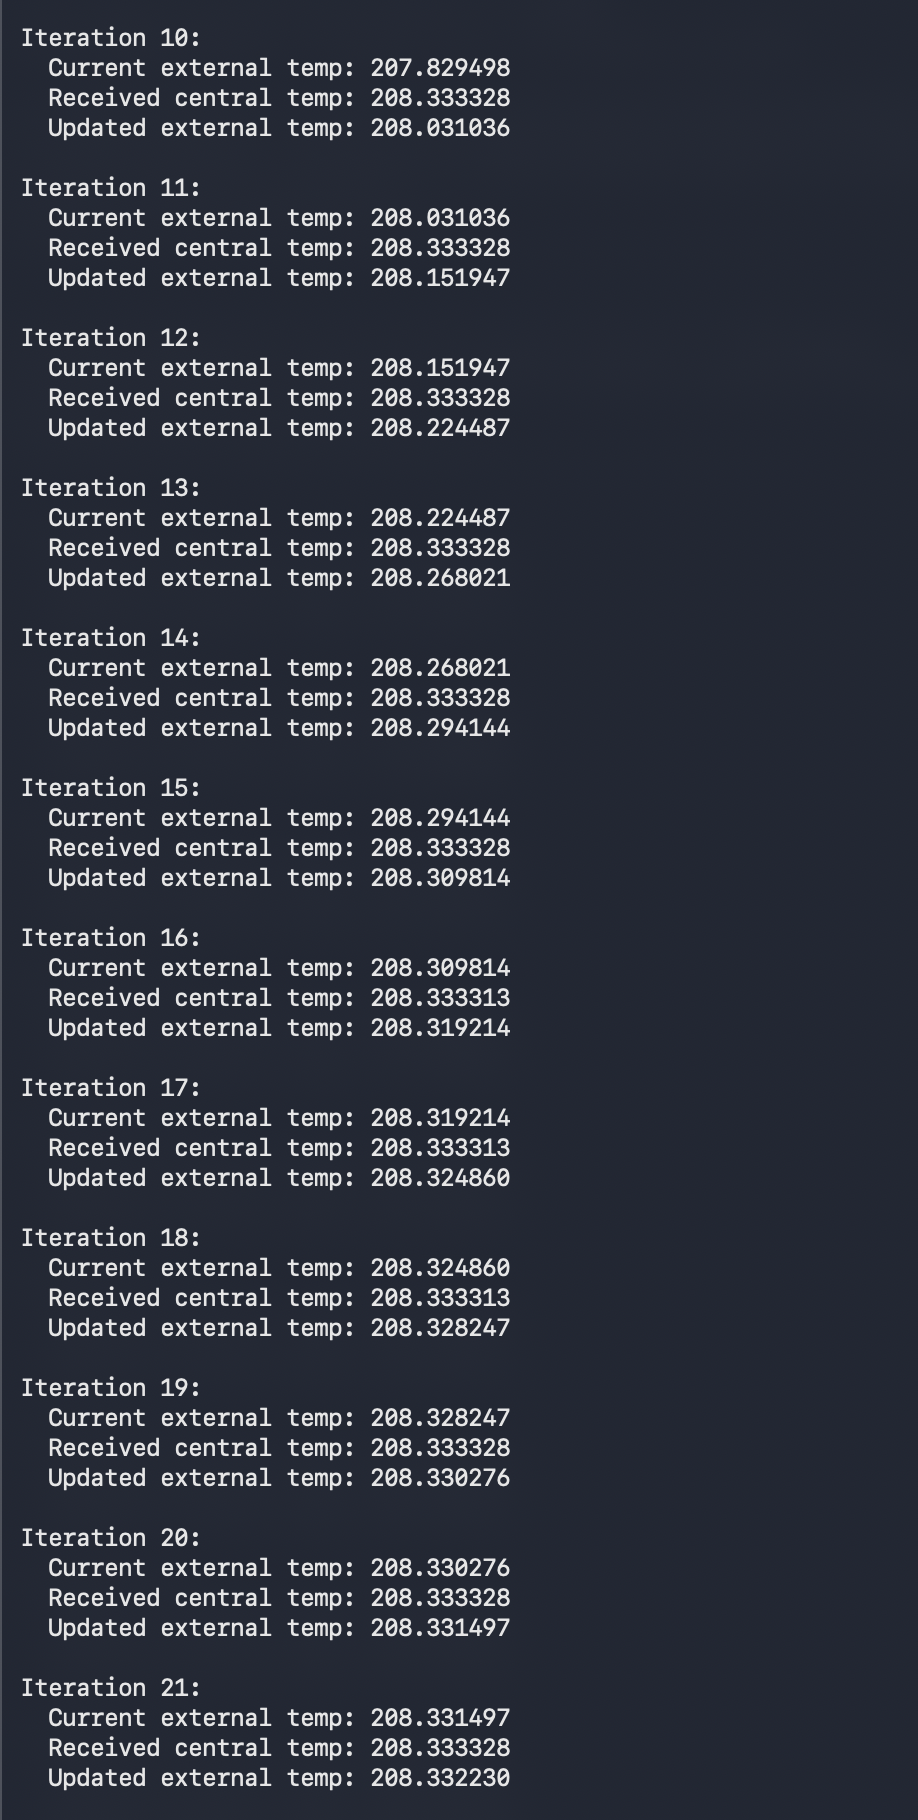 Iteration 10:
  Current external temp: 207.829498
  Received central temp: 208.333328
  Updated external temp: 208.031036

Iteration 11:
  Current external temp: 208.031036
  Received central temp: 208.333328
  Updated external temp: 208.151947

Iteration 12:
  Current external temp: 208.151947
  Received central temp: 208.333328
  Updated external temp: 208.224487

Iteration 13:
  Current external temp: 208.224487
  Received central temp: 208.333328
  Updated external temp: 208.268021

Iteration 14:
  Current external temp: 208.268021
  Received central temp: 208.333328
  Updated external temp: 208.294144

Iteration 15:
  Current external temp: 208.294144
  Received central temp: 208.333328
  Updated external temp: 208.309814

Iteration 16:
  Current external temp: 208.309814
  Received central temp: 208.333313
  Updated external temp: 208.319214

Iteration 17:
  Current external temp: 208.319214
  Received central temp: 208.333313
  Updated external temp: 208.324860

Iteration 18:
  Current external temp: 208.324860
  Received central temp: 208.333313
  Updated external temp: 208.328247

Iteration 19:
  Current external temp: 208.328247
  Received central temp: 208.333328
  Updated external temp: 208.330276

Iteration 20:
  Current external temp: 208.330276
  Received central temp: 208.333328
  Updated external temp: 208.331497

Iteration 21:
  Current external temp: 208.331497
  Received central temp: 208.333328
  Updated external temp: 208.332230